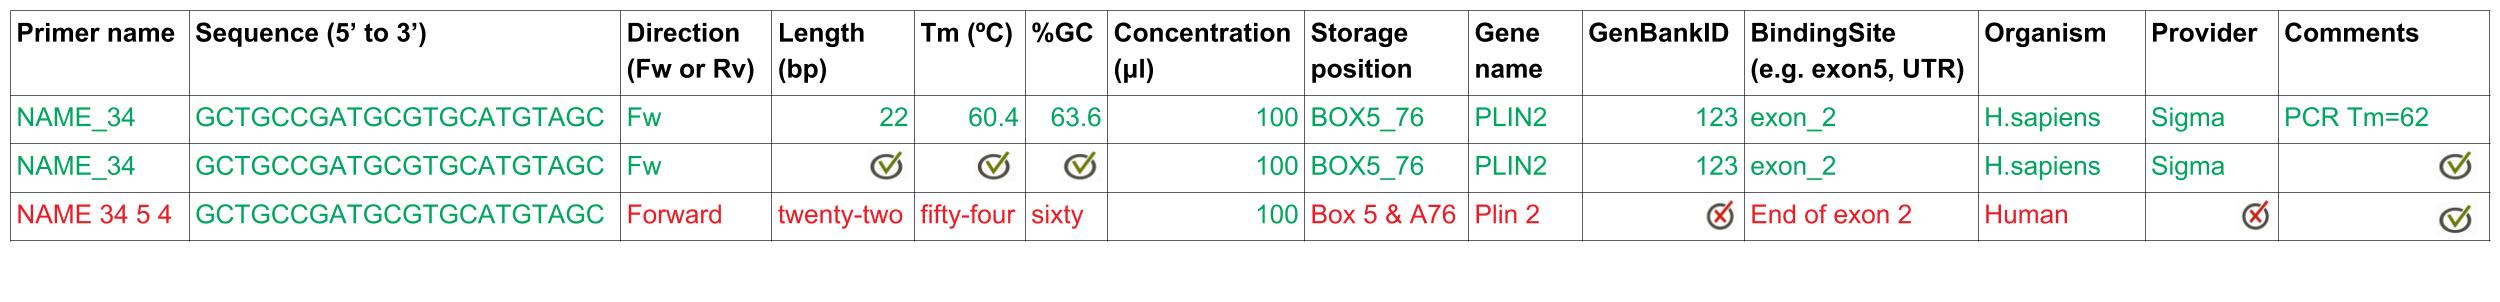 Primer name Sequence (5’ to 3’) Direction Length Tm (ºC) %GC Concentration Storage Gene GenBankID BindingSite Organism Provider Comments
(Fw or Rv) (bp) (µl) position name (e.g. exon5, UTR)
NAME_34 GCTGCCGATGCGTGCATGTAGC Fw 22 60.4 63.6 100 BOX5_76 PLIN2 123 exon_2 H.sapiens Sigma PCR Tm=62
NAME_34 GCTGCCGATGCGTGCATGTAGC Fw 100 BOX5_76 PLIN2 123 exon_2 H.sapiens Sigma
NAME 34 5 4 GCTGCCGATGCGTGCATGTAGC Forward twenty-two fifty-four sixty 100 Box 5 & A76 Plin 2 End of exon 2 Human